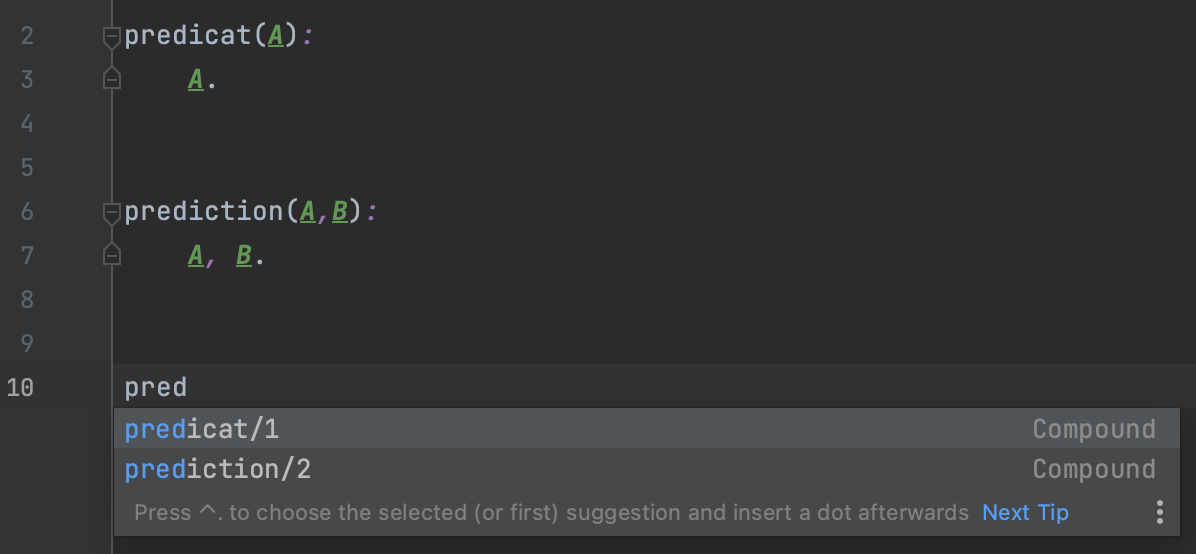 2 predicat(A):
3 A.
4
5
6 prediction(A,B):
7 A, B.
8
9
10 pred
predicat/1 Compound
prediction/2 Compound
Press ^. to choose the selected (or first) suggestion and insert a dot afterwards Next Tip